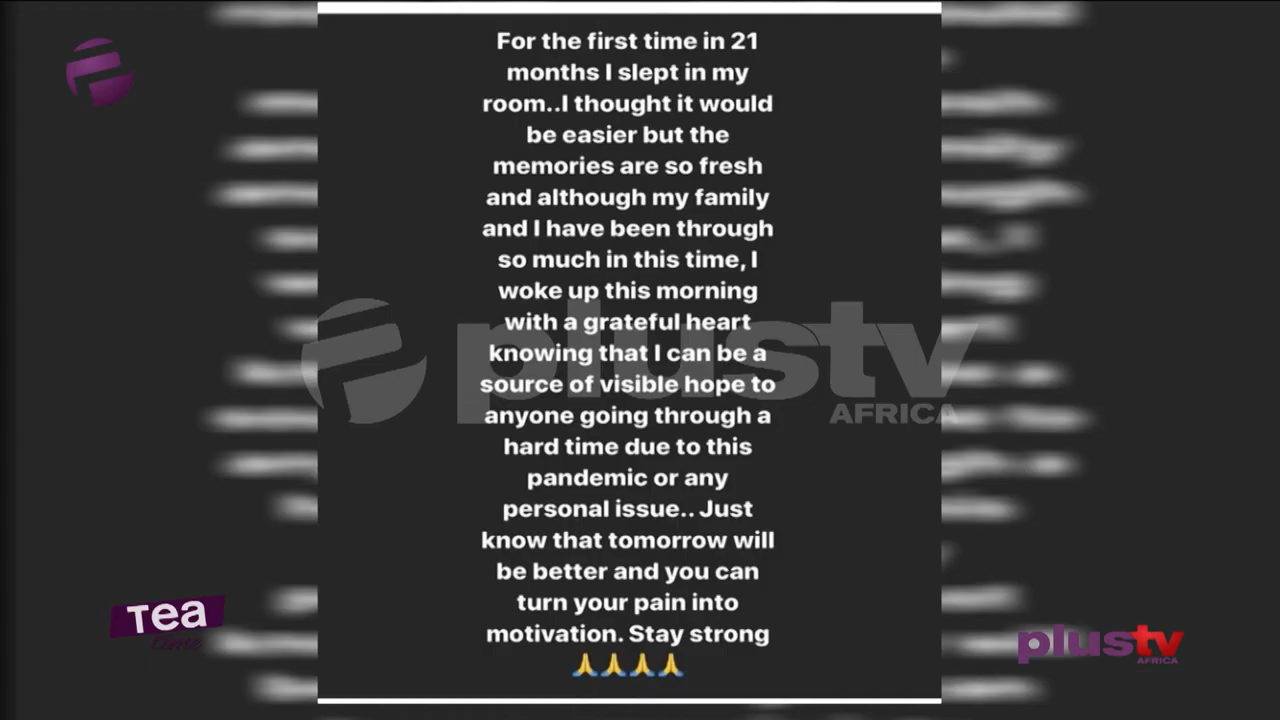 For the first time in 21
months I slept in my
room..I thought it would
be easier but the
memories are so fresh
and although my family
and I have been through
so much in this time, I
woke up this morning
with a grateful heart
knowing that I can be a
source of visible hope to
anyone going through a
hard time due to this
pandemic or any
personal issue.. Just
know that tomorrow will
be better and you can
turn your pain into
motivation. Stay strong
🙏🙏🙏🙏
plustv
AFRICA
Tea
time
plustv
AFRICA